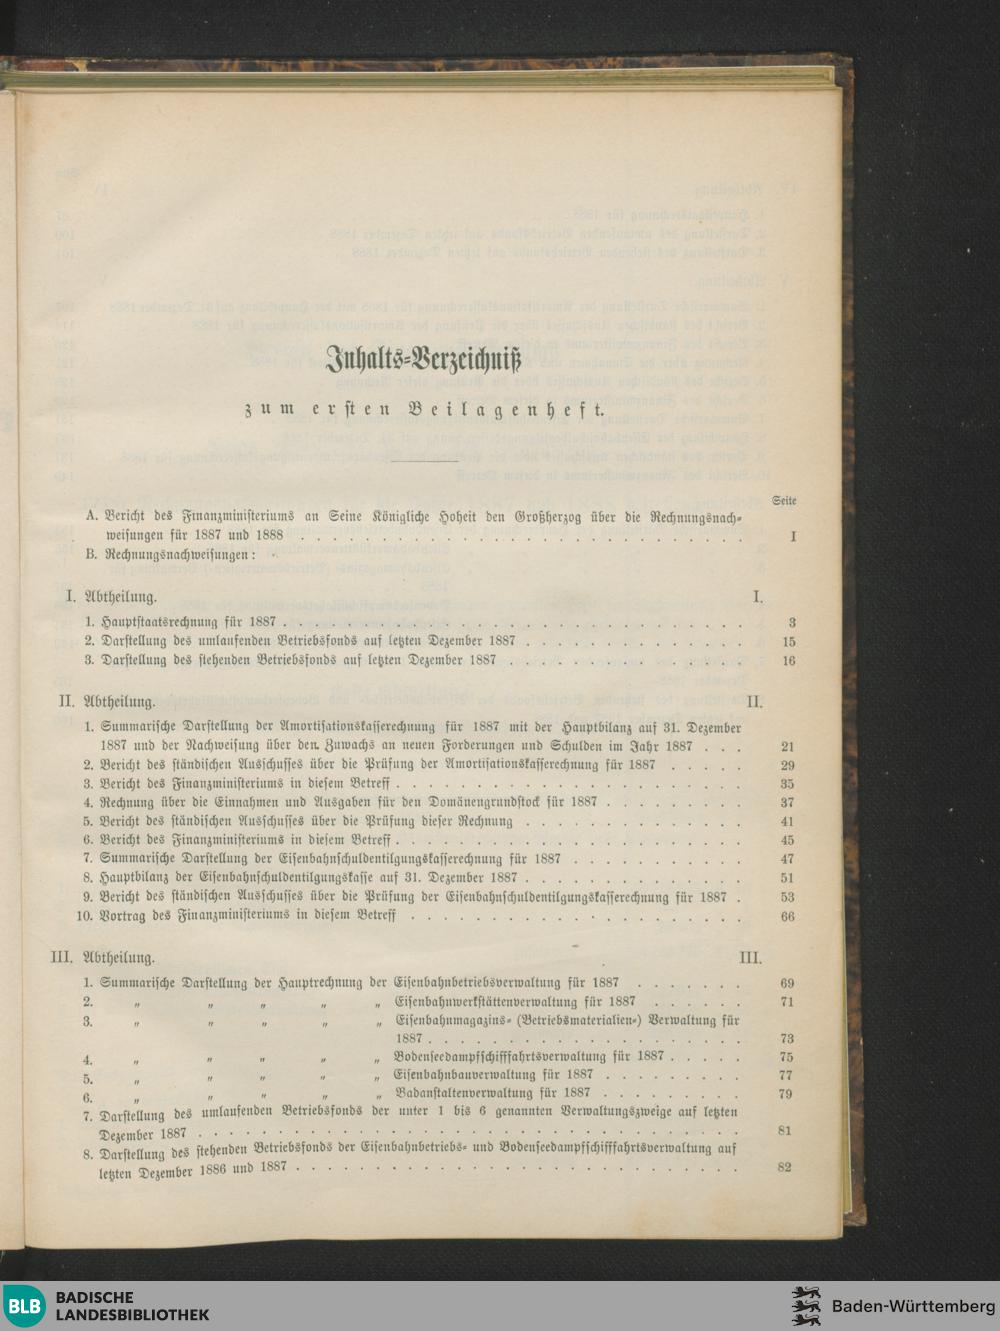 Inhalts-Verzeichniß
zum ersten Beilagenheft.
Seite
A. Bericht des Finanzministeriums an Seine Königliche Hoheit den Großherzog über die Rechnungsnach-
weisungen für 1887 und 1888 . . . . . . . . . . . . . . . . . . . . I
B. Rechnungsnachweisungen:
I. Abtheilung. I.
1. Hauptstaatsrechnung für 1887 . . . . . . . . . . . . . . . . . . . . 3
2. Darstellung des umlaufenden Betriebsfonds auf letzten Dezember 1887 . . . . . . . . . . 15
3. Darstellung des stehenden Betriebsfonds auf letzten Dezember 1887 . . . . . . . . . . . 16
II. Abtheilung. II.
1. Summarische Darstellung der Amortisationskasserechnung für 1887 mit der Hauptbilanz auf 31. Dezember
1887 und der Nachweisung über den Zuwachs an neuen Forderungen und Schulden im Jahr 1887 . . . 21
2. Bericht des ständischen Ausschusses über die Prüfung der Amortisationskasserechnung für 1887 . . . . . 29
3. Bericht des Finanzministeriums in diesem Betreff . . . . . . . . . . . . . . . . . 35
4. Rechnung über die Einnahmen und Ausgaben für den Domänengrundstock für 1887 . . . . . . . 37
5. Bericht des ständischen Ausschusses über die Prüfung dieser Rechnung . . . . . . . . . . . 41
6. Bericht des Finanzministeriums in diesem Betreff . . . . . . . . . . . . . . . . . 45
7. Summarische Darstellung der Eisenbahnschuldentilgungskasserechnung für 1887 . . . . . . . . 47
8. Hauptbilanz der Eisenbahnschuldentilgungskasse auf 31. Dezember 1887 . . . . . . . . . . . 51
9. Bericht des ständischen Ausschusses über die Prüfung der Eisenbahnschuldentilgungskasserechnung für 1887 . 53
10. Vortrag des Finanzministeriums in diesem Betreff . . . . . . . . . . . . . . . . 66
III. Abtheilung. III.
1. Summarische Darstellung der Hauptrechnung der Eisenbahnbetriebsverwaltung für 1887 . . . . . . . 69
2. " " " " " Eisenbahnwerkstättenverwaltung für 1887 . . . . . . 71
3. " " " " " Eisenbahnmagazins- (Betriebsmaterialien-) Verwaltung für
1887 . . . . . . . . . . . . . . . . 73
4. " " " " " Bodenseedampfschifffahrtsverwaltung für 1887 . . . . . 75
5. " " " " " Eisenbahnbauverwaltung für 1887 . . . . . . . . 77
6. " " " " " Badanstaltenverwaltung für 1887 . . . . . . . . 79
7. Darstellung des umlaufenden Betriebsfonds der unter 1 bis 6 genannten Verwaltungszweige auf letzten
Dezember 1887 . . . . . . . . . . . . . . . . . . . . . . . . . . 81
8. Darstellung des stehenden Betriebsfonds der Eisenbahnbetriebs- und Bodenseedampfschifffahrtsverwaltung auf
letzten Dezember 1886 und 1887 . . . . . . . . . . . . . . . . . . . . . 82
BLB BADISCHE
LANDESBIBLIOTHEK
Baden-Württemberg